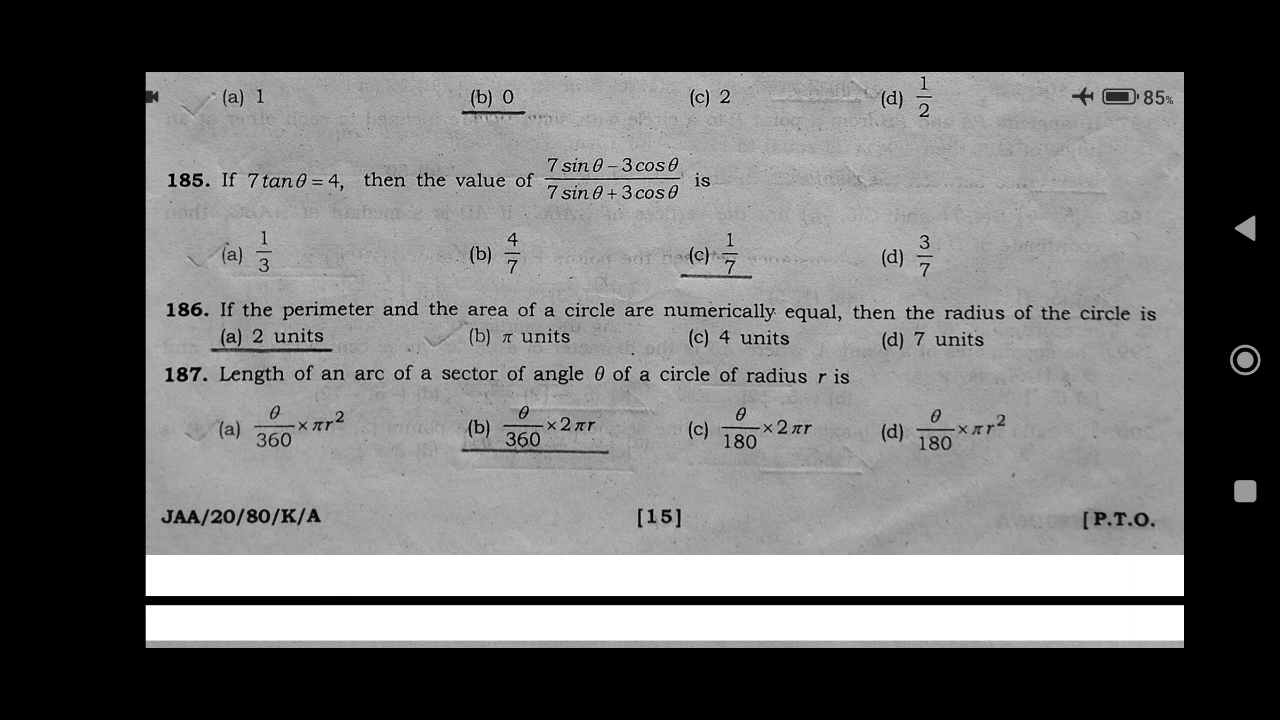 (a) 1 (b) 0 (c) 2 (d) 1/2
85%
185. If 7 tan θ = 4, then the value of (7 sin θ − 3 cos θ)/(7 sin θ + 3 cos θ) is
(a) 1/3 (b) 4/7 (c) 1/7 (d) 3/7
186. If the perimeter and the area of a circle are numerically equal, then the radius of the circle is
(a) 2 units (b) π units (c) 4 units (d) 7 units
187. Length of an arc of a sector of angle θ of a circle of radius r is
(a) θ/360 × πr² (b) θ/360 × 2πr (c) θ/180 × 2πr (d) θ/180 × πr²
JAA/20/80/K/A [15] [P.T.O.